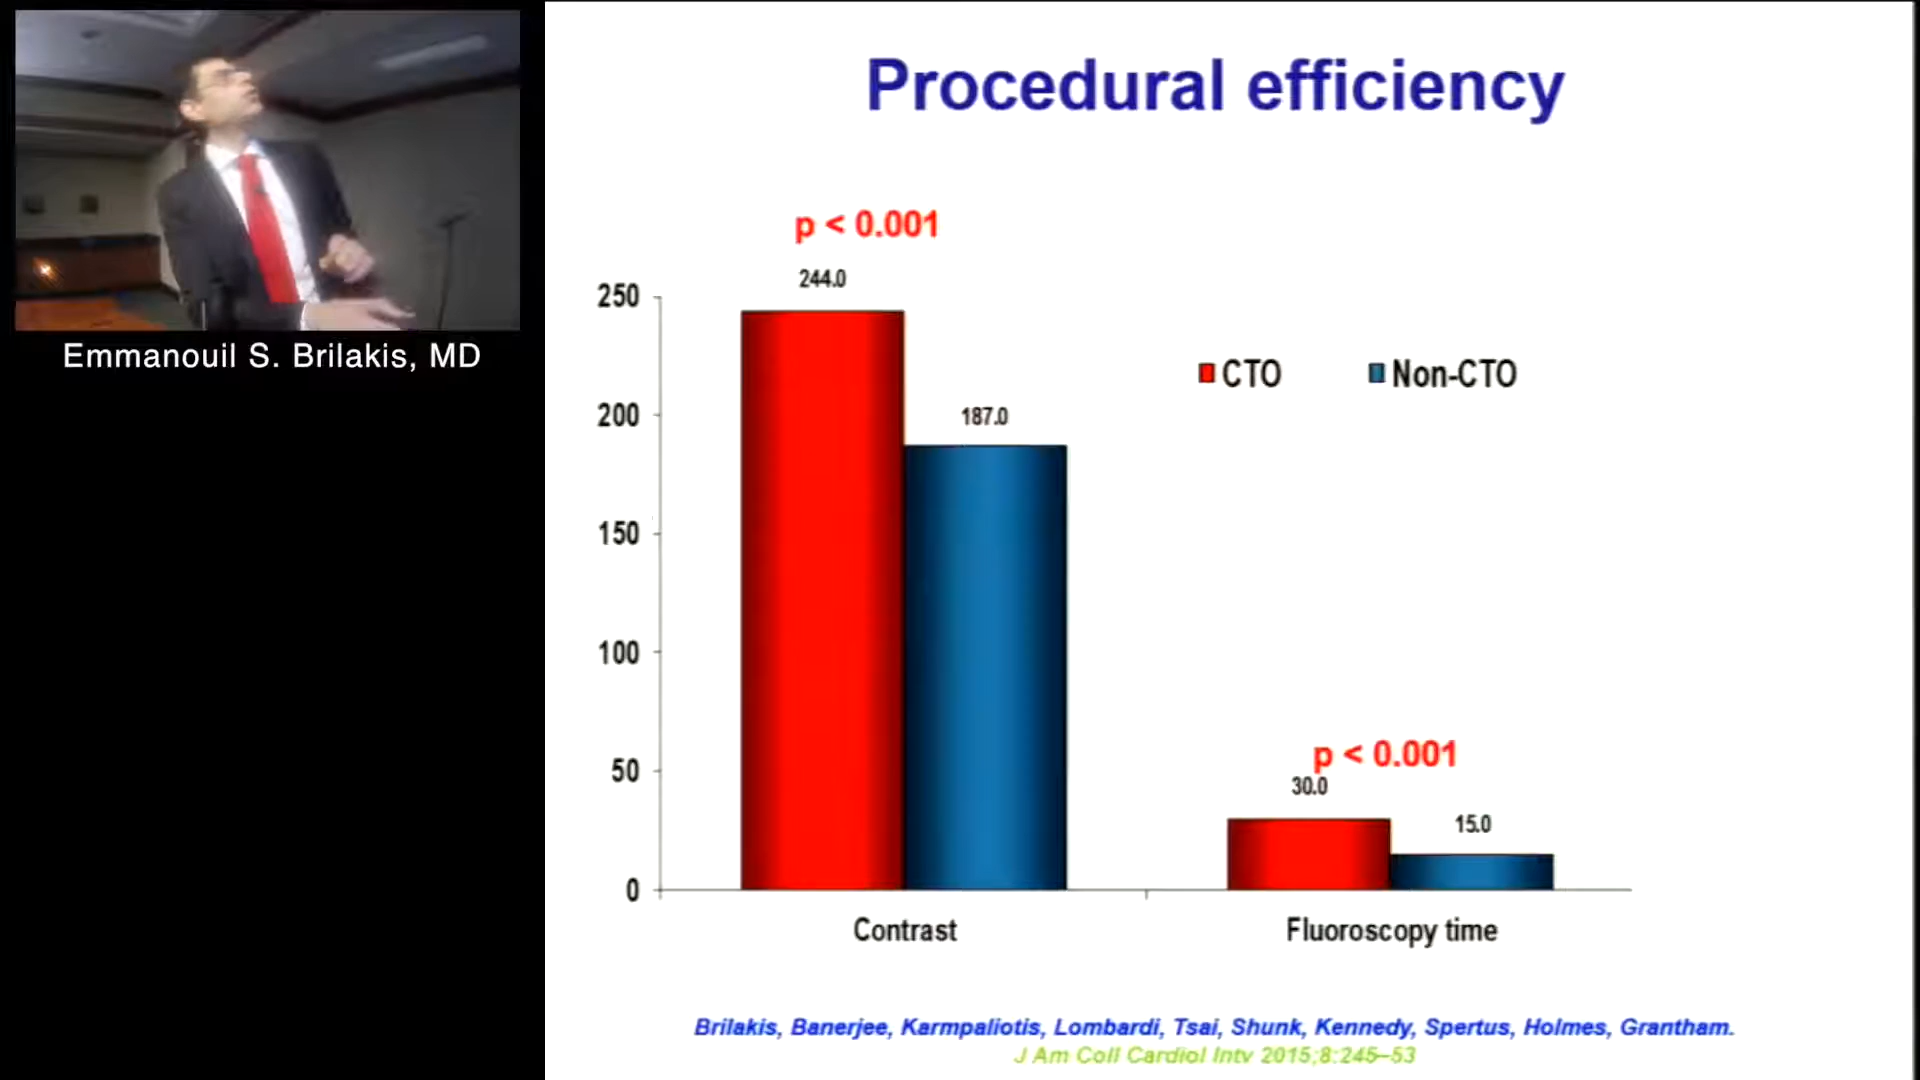 Emmanouil S. Brilakis, MD
Procedural efficiency
p < 0.001
244.0
187.0
CTO
Non-CTO
250
200
150
100
50
0
p < 0.001
30.0
15.0
Contrast
Fluoroscopy time
Brilakis, Banerjee, Karmpaliotis, Lombardi, Tsai, Shunk, Kennedy, Spertus, Holmes, Grantham.
J Am Coll Cardiol Intv 2015;8:245–53